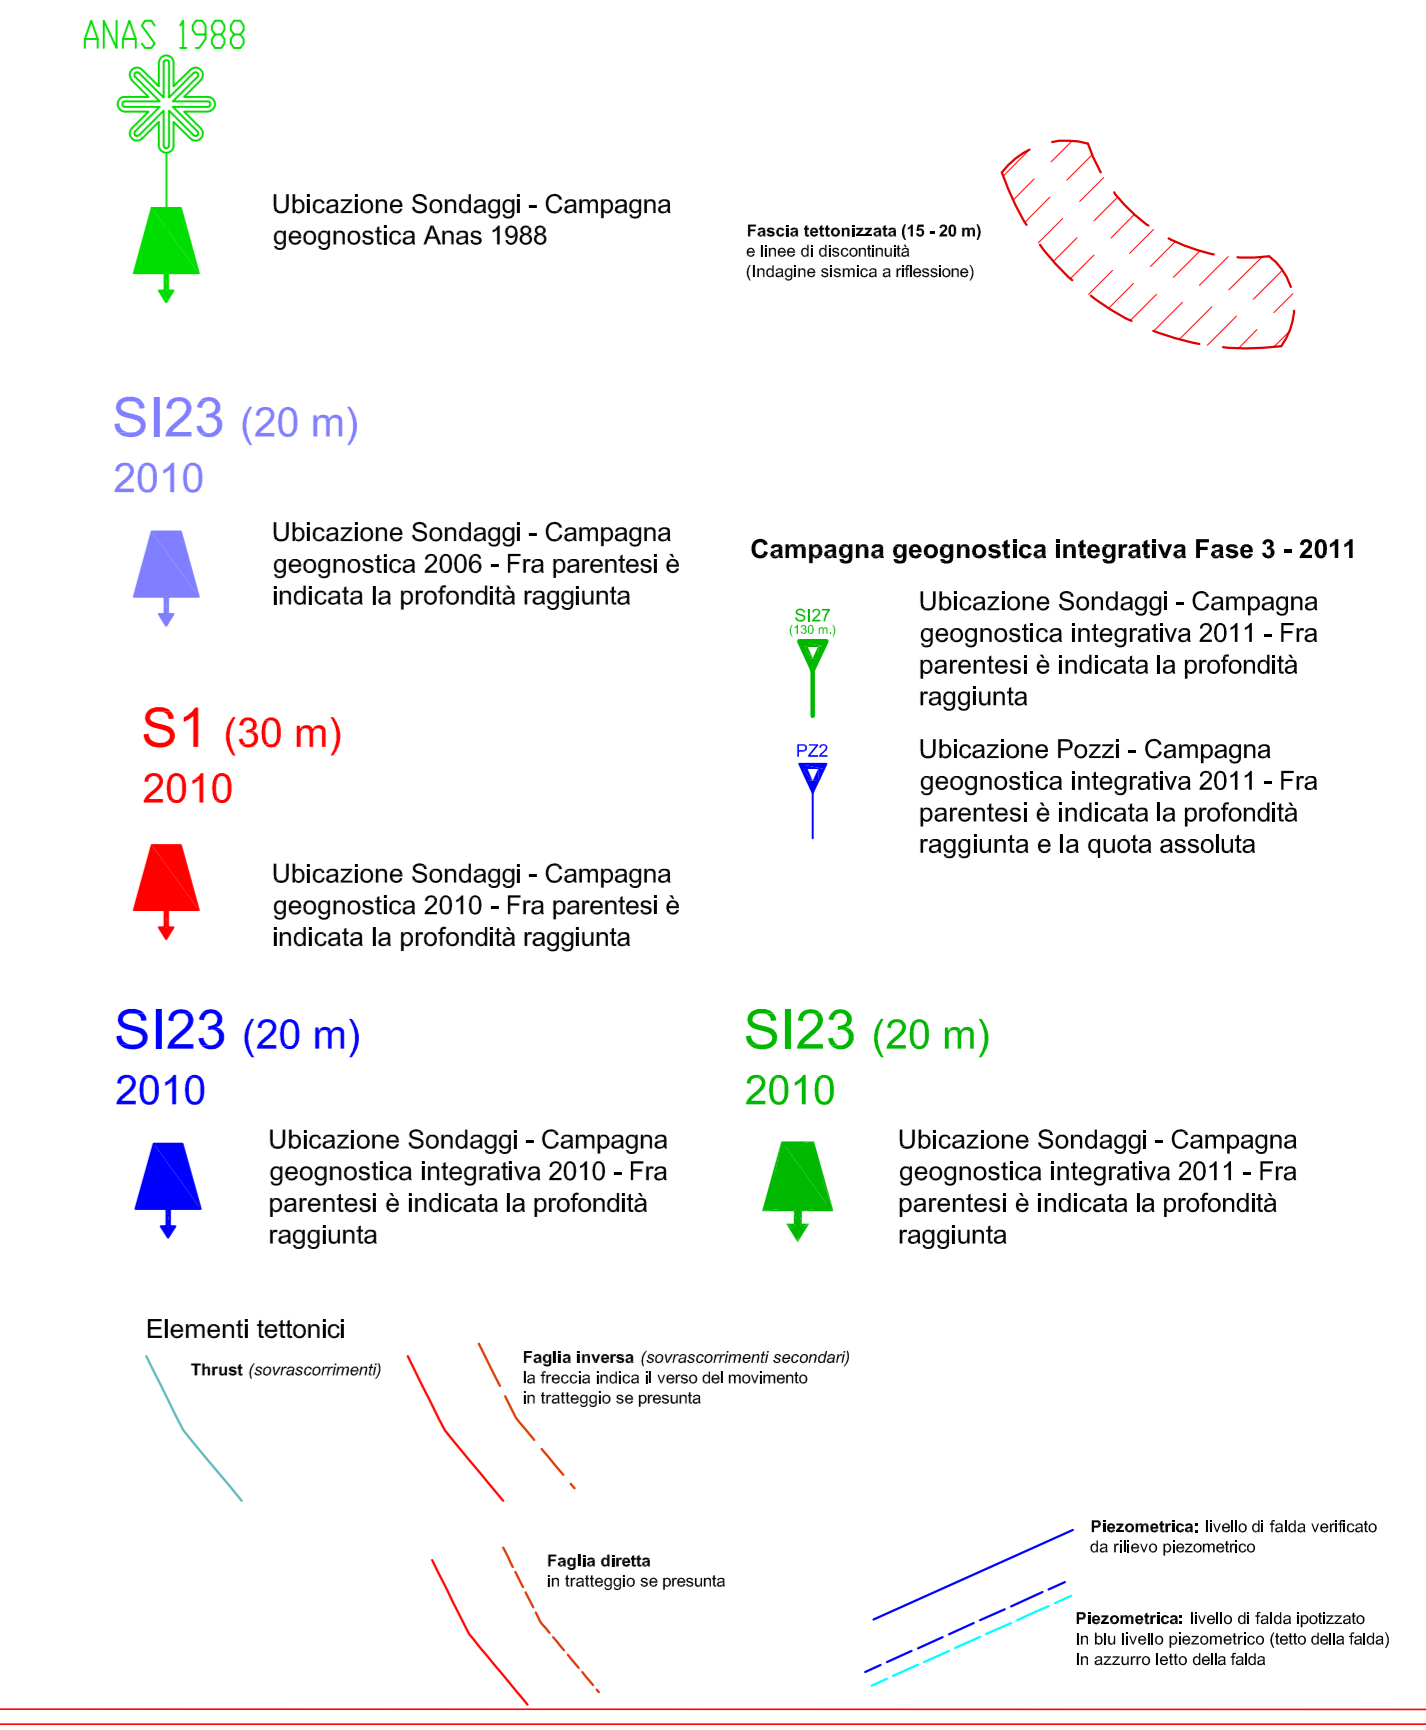 ANAS 1988
Ubicazione Sondaggi - Campagna
geognostica Anas 1988
Fascia tettonizzata (15 - 20 m)
e linee di discontinuità
(Indagine sismica a riflessione)
SI23 (20 m)
2010
Ubicazione Sondaggi - Campagna
geognostica 2006 - Fra parentesi è
indicata la profondità raggiunta
Campagna geognostica integrativa Fase 3 - 2011
SI27
(130 m.)
Ubicazione Sondaggi - Campagna
geognostica integrativa 2011 - Fra
parentesi è indicata la profondità
raggiunta
S1 (30 m)
2010
PZ2
Ubicazione Pozzi - Campagna
geognostica integrativa 2011 - Fra
parentesi è indicata la profondità
raggiunta e la quota assoluta
Ubicazione Sondaggi - Campagna
geognostica 2010 - Fra parentesi è
indicata la profondità raggiunta
SI23 (20 m)
2010
Ubicazione Sondaggi - Campagna
geognostica integrativa 2010 - Fra
parentesi è indicata la profondità
raggiunta
SI23 (20 m)
2010
Ubicazione Sondaggi - Campagna
geognostica integrativa 2011 - Fra
parentesi è indicata la profondità
raggiunta
Elementi tettonici
Thrust (sovrascorrimenti)
Faglia inversa (sovrascorrimenti secondari)
la freccia indica il verso del movimento
in tratteggio se presunta
Faglia diretta
in tratteggio se presunta
Piezometrica: livello di falda verificato
da rilievo piezometrico
Piezometrica: livello di falda ipotizzato
In blu livello piezometrico (tetto della falda)
In azzurro letto della falda